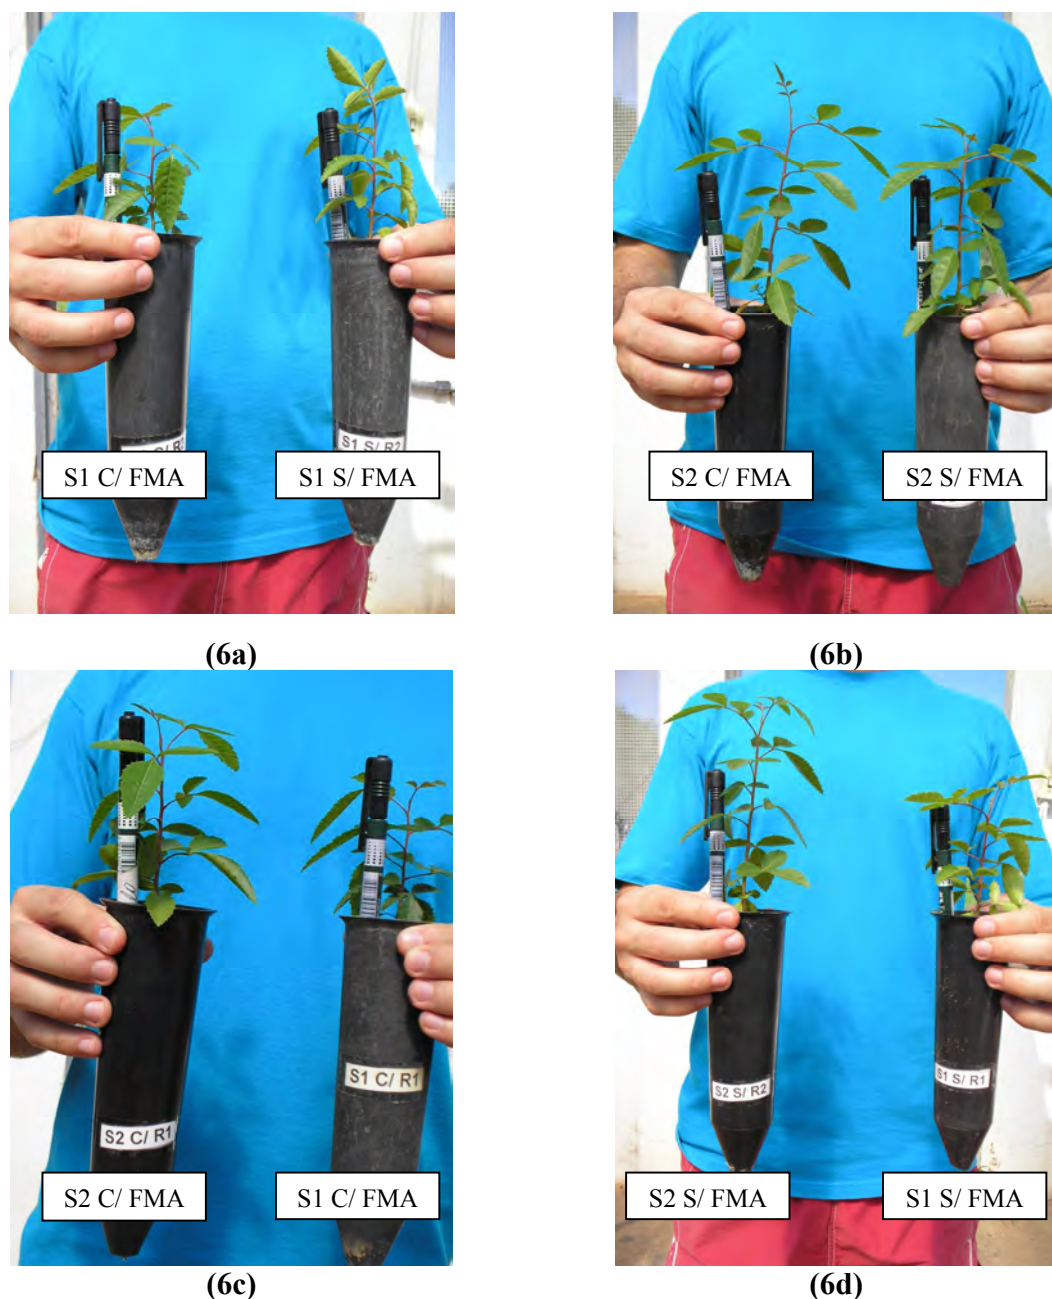 S1 S/ R2
S1 C/ FMA
S1 S/ FMA
S2 C/ FMA
S2 S/ FMA
(6a)
(6b)
S1 C/ R1
S2 C/ R1
S2 C/ FMA
S1 C/ FMA
S2 S/ R2
S1 S/ R1
S2 S/ FMA
S1 S/ FMA
(6c)
(6d)